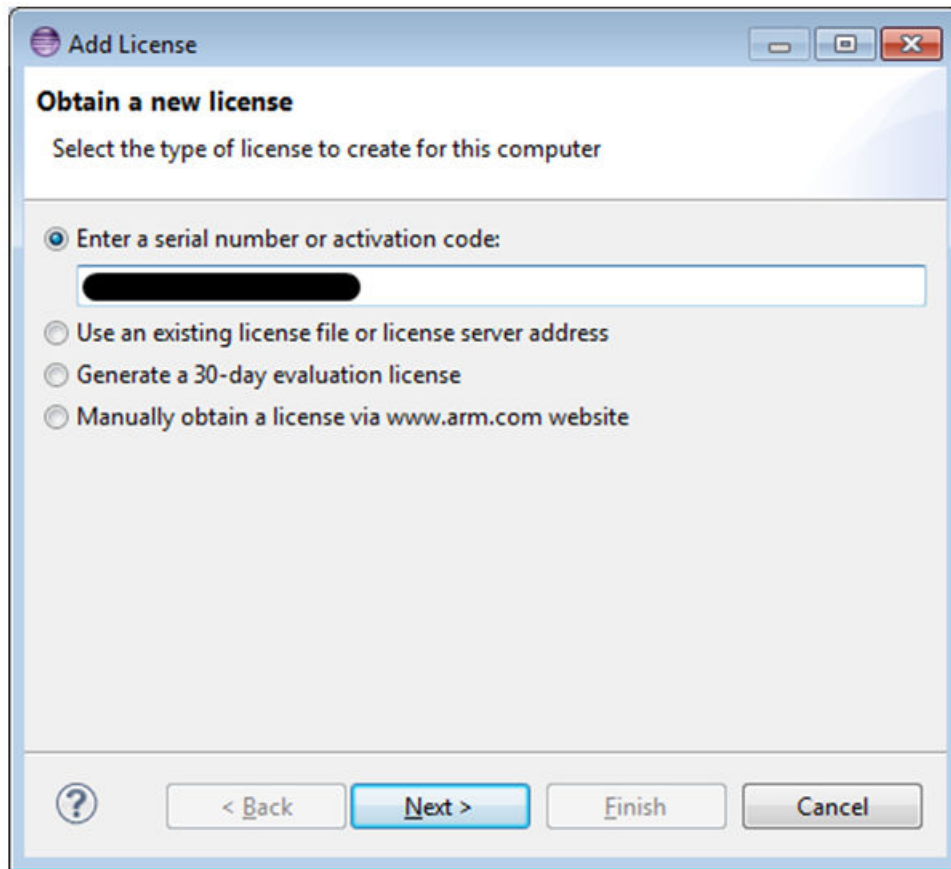 Add License
Obtain a new license
Select the type of license to create for this computer
Enter a serial number or activation code:
Use an existing license file or license server address
Generate a 30-day evaluation license
Manually obtain a license via www.arm.com website
? < Back Next > Finish Cancel